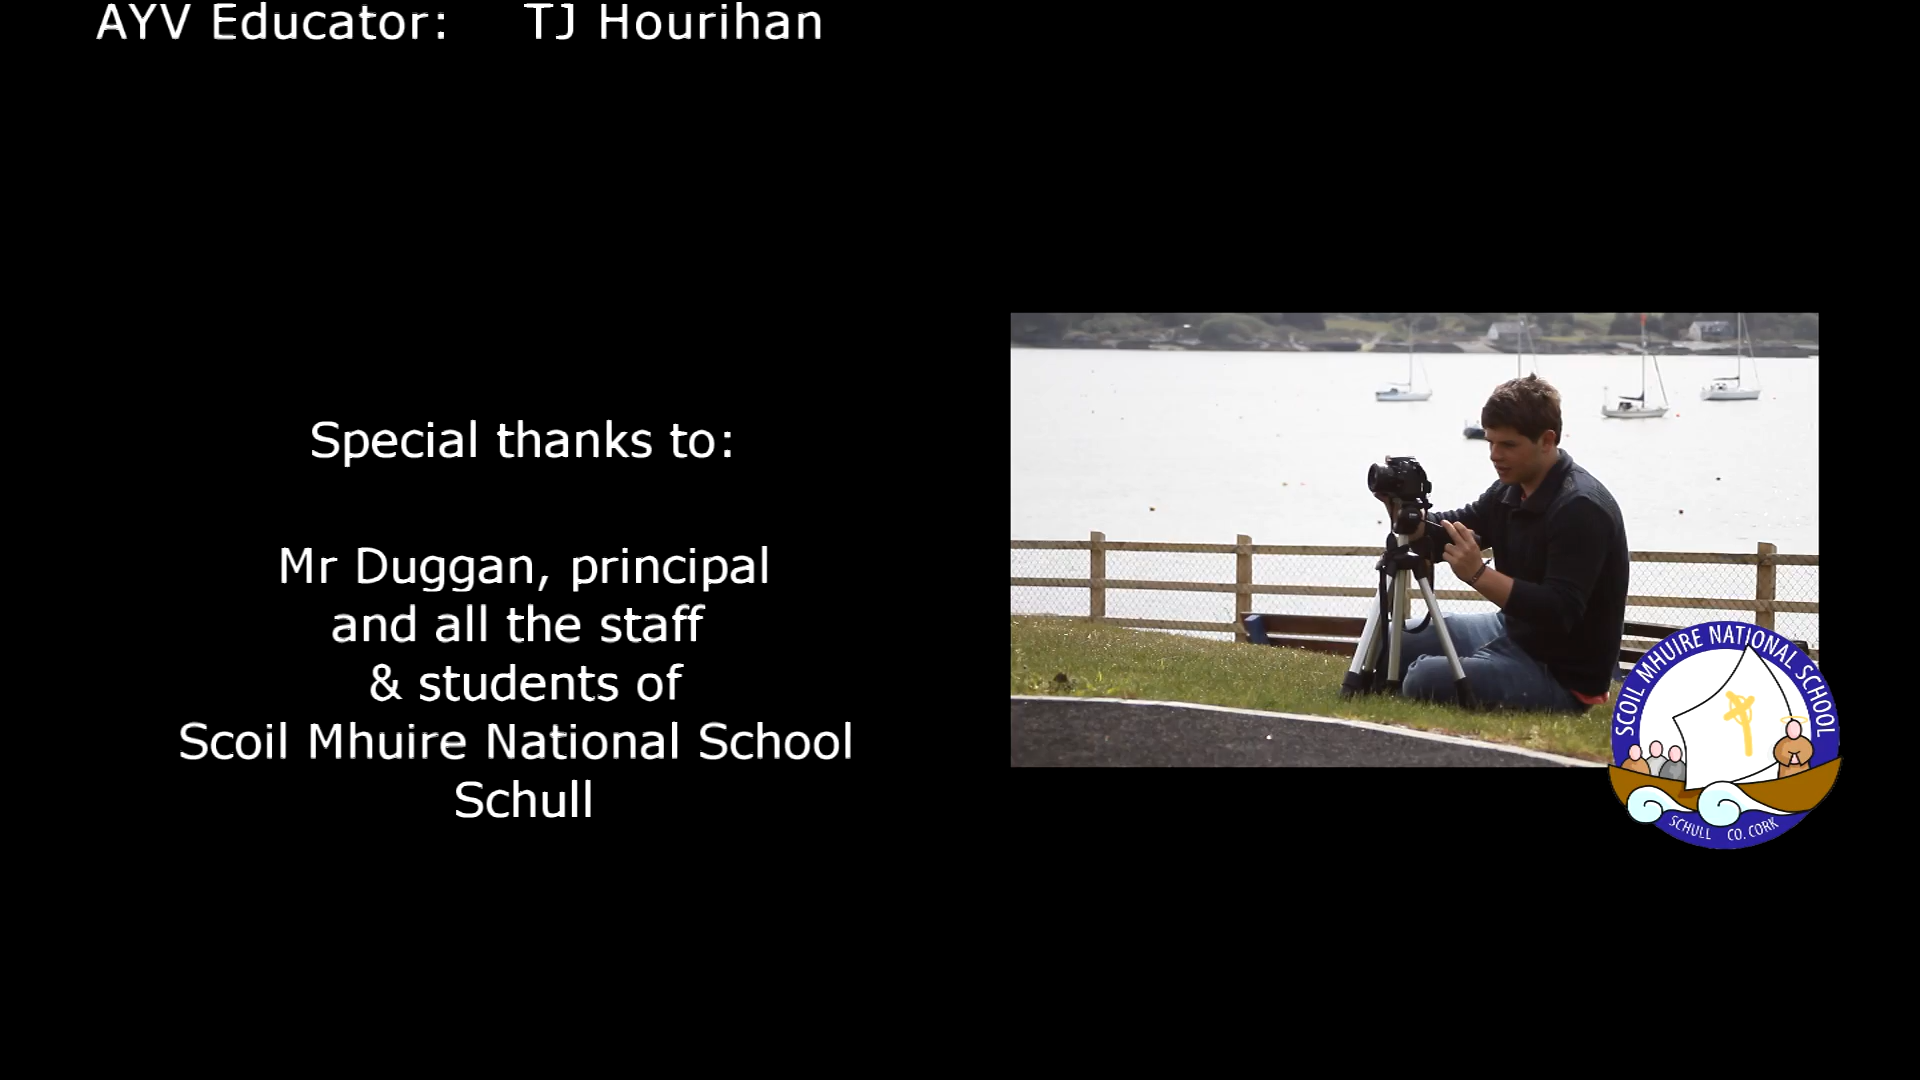 AYV Educator: TJ Hourihan
Special thanks to:
Mr Duggan, principal
and all the staff
& students of
Scoil Mhuire National School
Schull
SCOIL MHUIRE NATIONAL SCHOOL
SCHULL CO. CORK